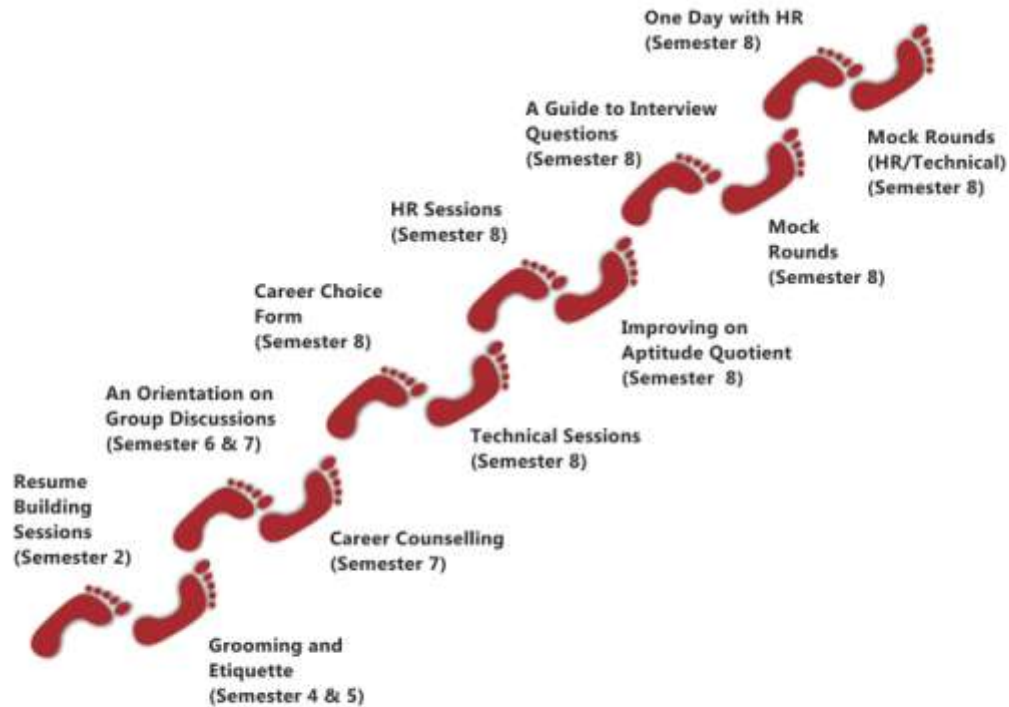 One Day with HR
(Semester 8)
A Guide to Interview
Questions
(Semester 8)
Mock Rounds
(HR/Technical)
(Semester 8)
HR Sessions
(Semester 8)
Mock
Rounds
(Semester 8)
Career Choice
Form
(Semester 8)
Improving on
Aptitude Quotient
(Semester 8)
An Orientation on
Group Discussions
(Semester 6 & 7)
Technical Sessions
(Semester 8)
Resume
Building
Sessions
(Semester 2)
Career Counselling
(Semester 7)
Grooming and
Etiquette
(Semester 4 & 5)